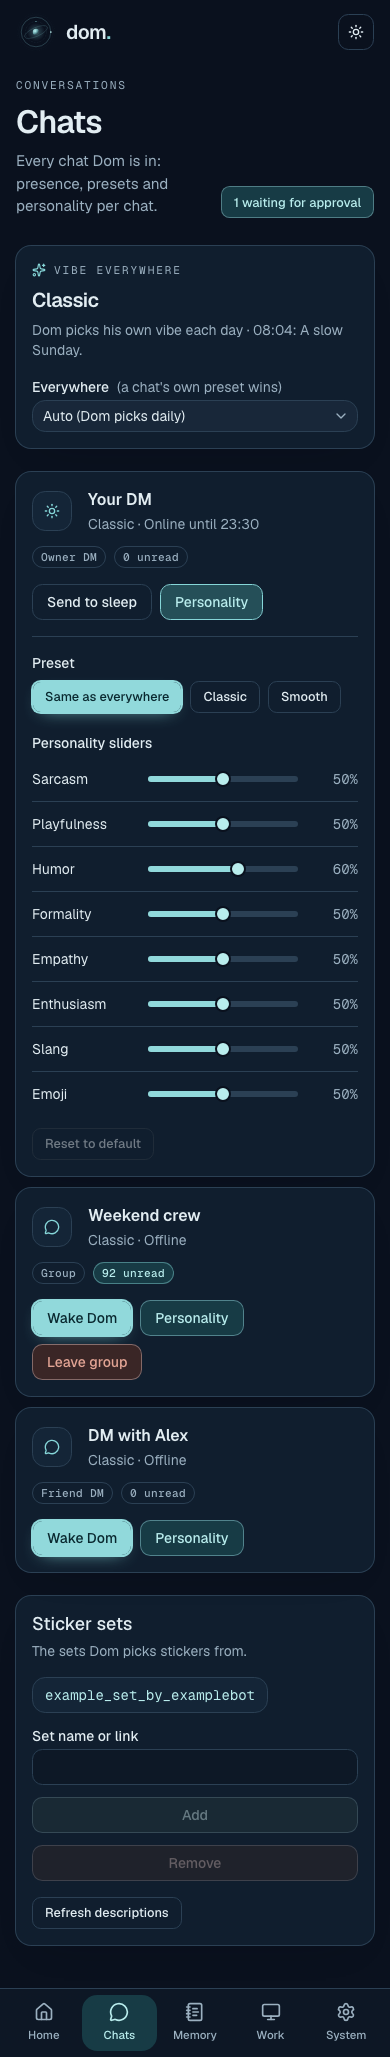 dom.
CONVERSATIONS
Chats
Every chat Dom is in:
presence, presets and
personality per chat.
1 waiting for approval
VIBE EVERYWHERE
Classic
Dom picks his own vibe each day · 08:04: A slow
Sunday.
Everywhere (a chat's own preset wins)
Auto (Dom picks daily)
Your DM
Classic · Online until 23:30
Owner DM 0 unread
Send to sleep Personality
Preset
Same as everywhere Classic Smooth
Personality sliders
Sarcasm 50%
Playfulness 50%
Humor 60%
Formality 50%
Empathy 50%
Enthusiasm 50%
Slang 50%
Emoji 50%
Reset to default
Weekend crew
Classic · Offline
Group 92 unread
Wake Dom Personality
Leave group
DM with Alex
Classic · Offline
Friend DM 0 unread
Wake Dom Personality
Sticker sets
The sets Dom picks stickers from.
example_set_by_examplebot
Set name or link
Add
Remove
Refresh descriptions
Home Chats Memory Work System